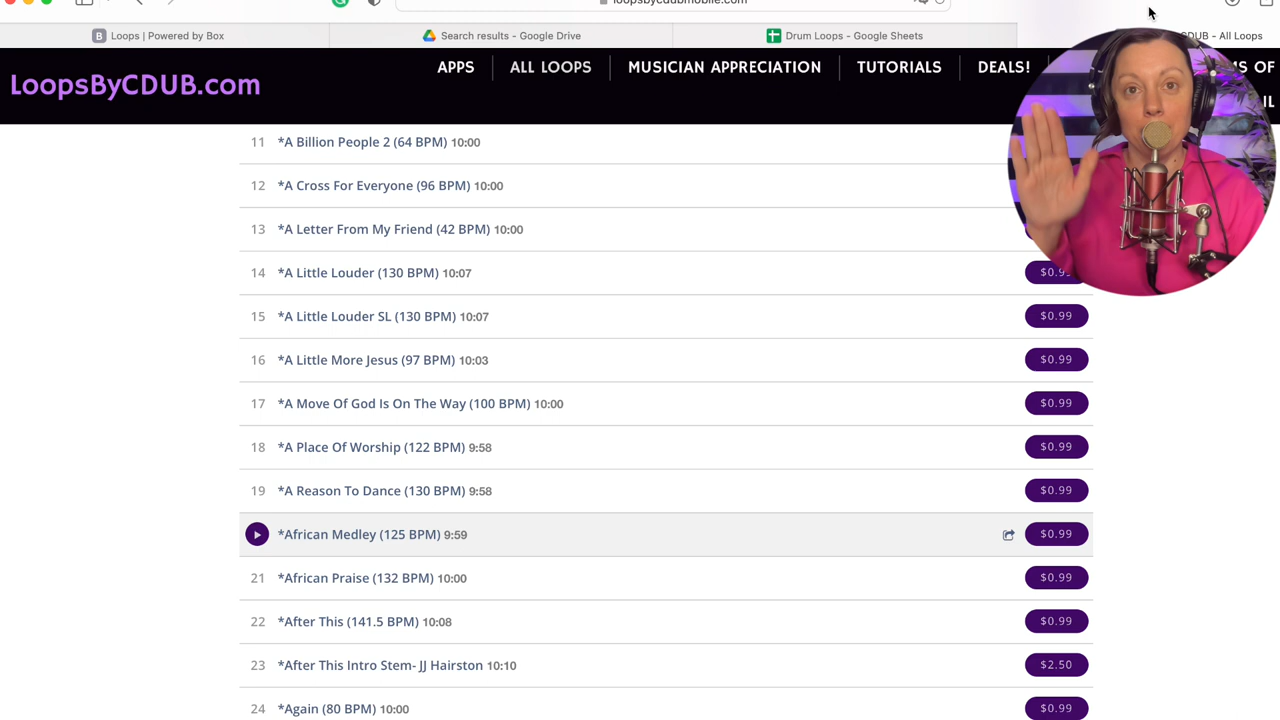 loopsbycdubmobile.com
Loops | Powered by Box
Search results - Google Drive
Drum Loops - Google Sheets
CDUB - All Loops
LoopsByCDUB.com
APPS
ALL LOOPS
MUSICIAN APPRECIATION
TUTORIALS
DEALS!
OF
11 *A Billion People 2 (64 BPM) 10:00
12 *A Cross For Everyone (96 BPM) 10:00
13 *A Letter From My Friend (42 BPM) 10:00
14 *A Little Louder (130 BPM) 10:07
15 *A Little Louder SL (130 BPM) 10:07 $0.99
16 *A Little More Jesus (97 BPM) 10:03 $0.99
17 *A Move Of God Is On The Way (100 BPM) 10:00 $0.99
18 *A Place Of Worship (122 BPM) 9:58 $0.99
19 *A Reason To Dance (130 BPM) 9:58 $0.99
*African Medley (125 BPM) 9:59 $0.99
21 *African Praise (132 BPM) 10:00 $0.99
22 *After This (141.5 BPM) 10:08 $0.99
23 *After This Intro Stem- JJ Hairston 10:10 $2.50
24 *Again (80 BPM) 10:00 $0.99